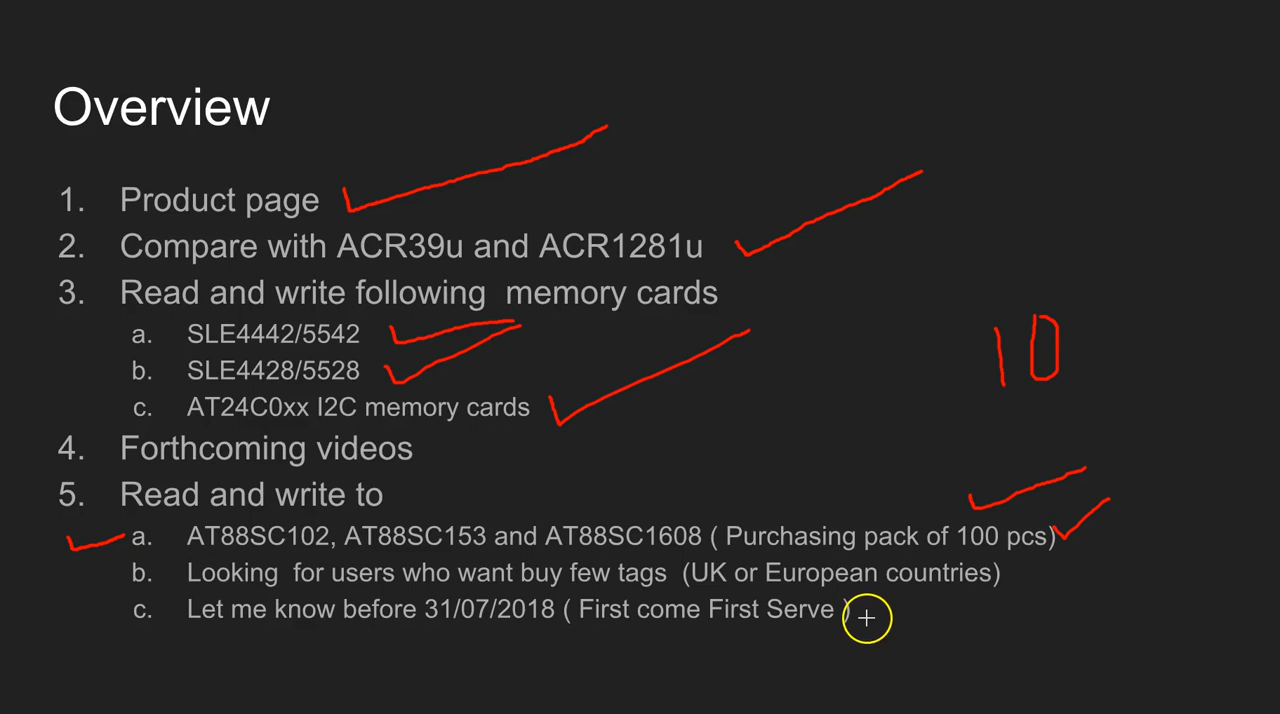 Overview
1. Product page
2. Compare with ACR39u and ACR1281u
3. Read and write following memory cards
a. SLE4442/5542
b. SLE4428/5528
c. AT24C0xx I2C memory cards
10
4. Forthcoming videos
5. Read and write to
a. AT88SC102, AT88SC153 and AT88SC1608 ( Purchasing pack of 100 pcs)
b. Looking for users who want buy few tags (UK or European countries)
c. Let me know before 31/07/2018 ( First come First Serve )